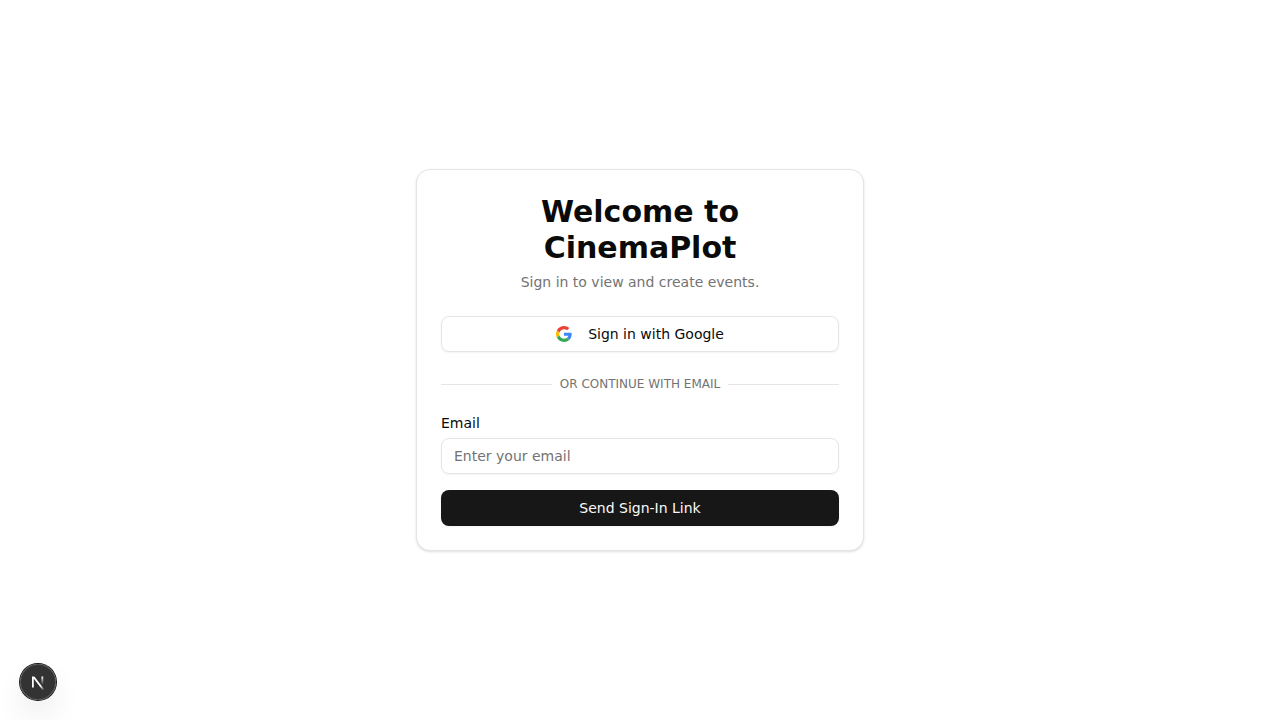 Welcome to
CinemaPlot
Sign in to view and create events.
Sign in with Google
OR CONTINUE WITH EMAIL
Email
Enter your email
Send Sign-In Link
N